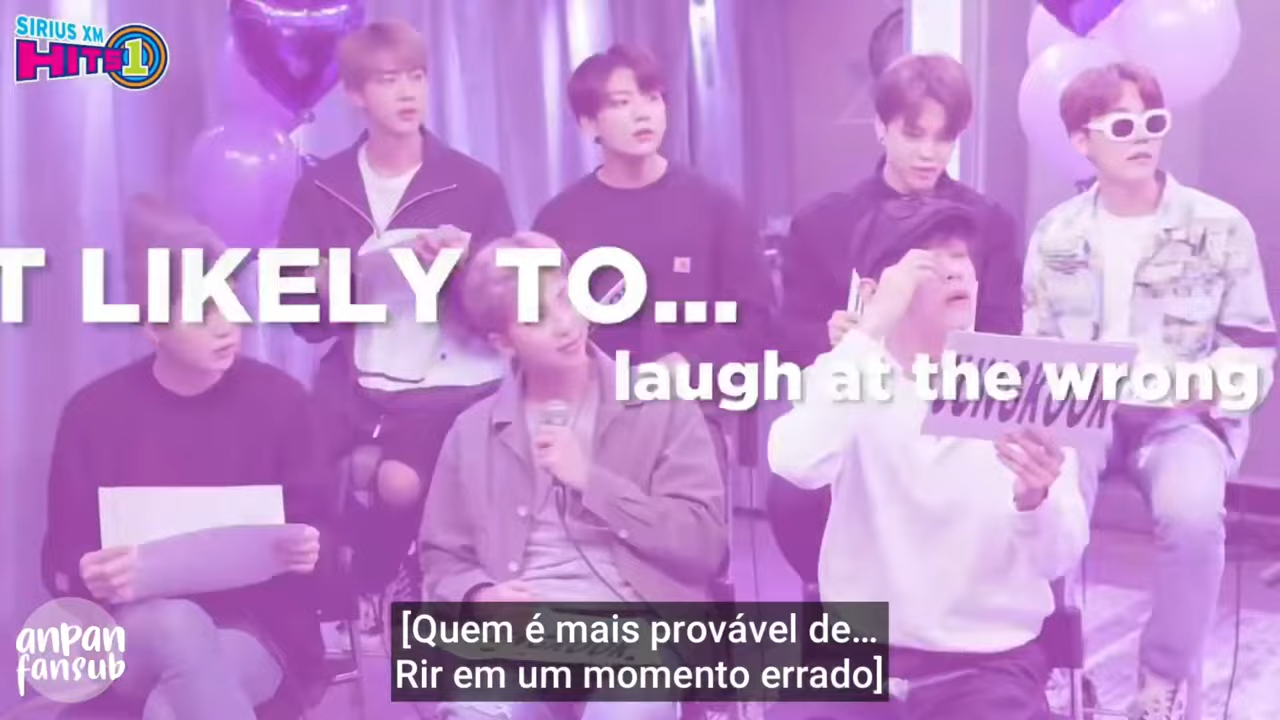 SIRIUS XM
HITS 1
T LIKELY TO...
laugh at the wrong
JUNGKOOK
[Quem é mais provável de...
Rir em um momento errado]
anpan
fansub